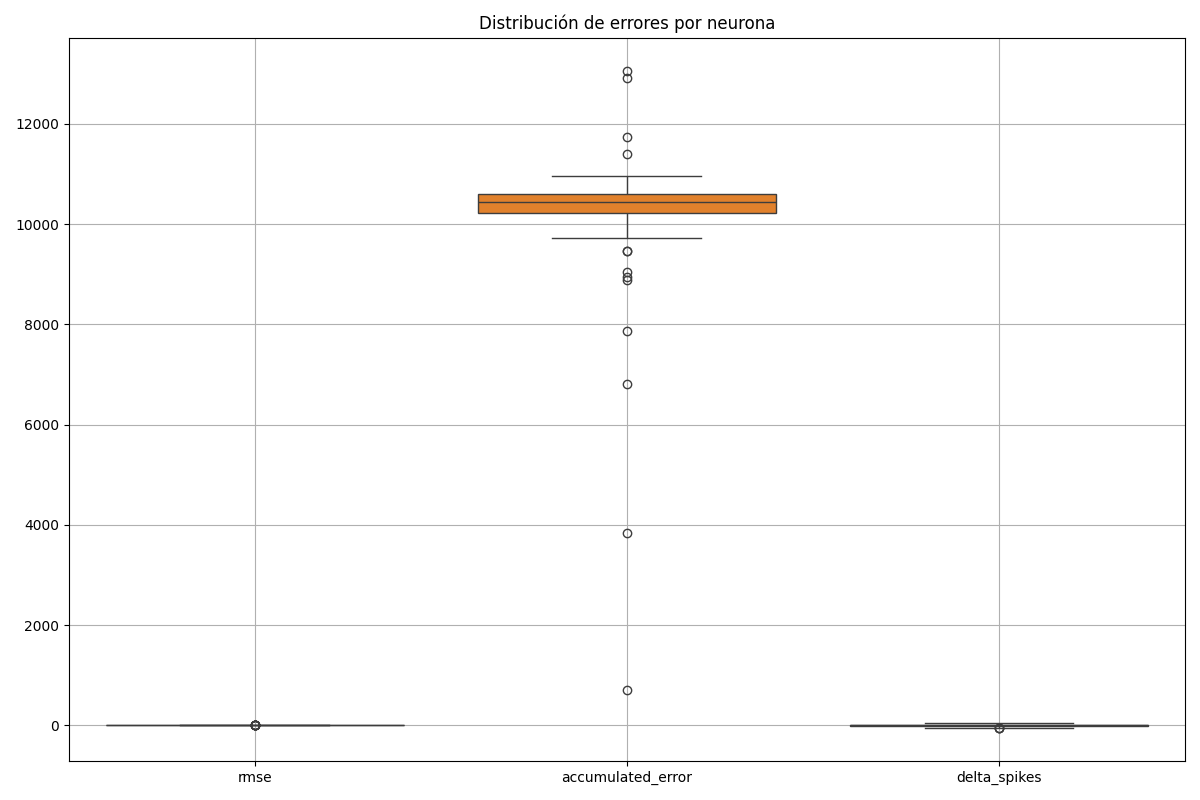 Distribución de errores por neurona
12000
10000
8000
6000
4000
2000
0
rmse
accumulated_error
delta_spikes